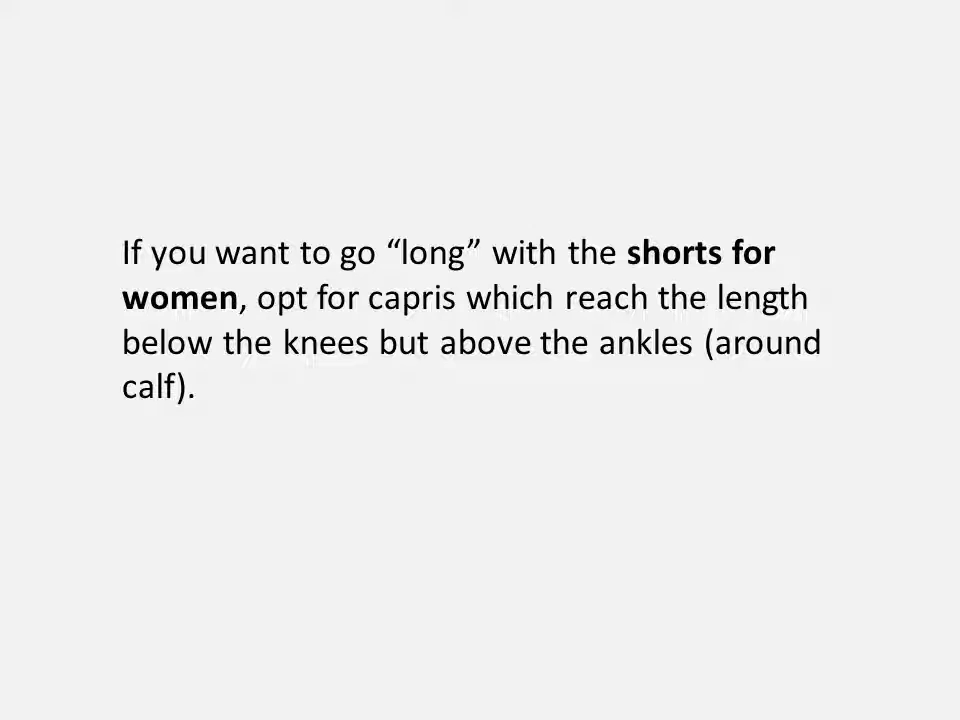 If you want to go “long” with the shorts for
women, opt for capris which reach the length
below the knees but above the ankles (around
calf).